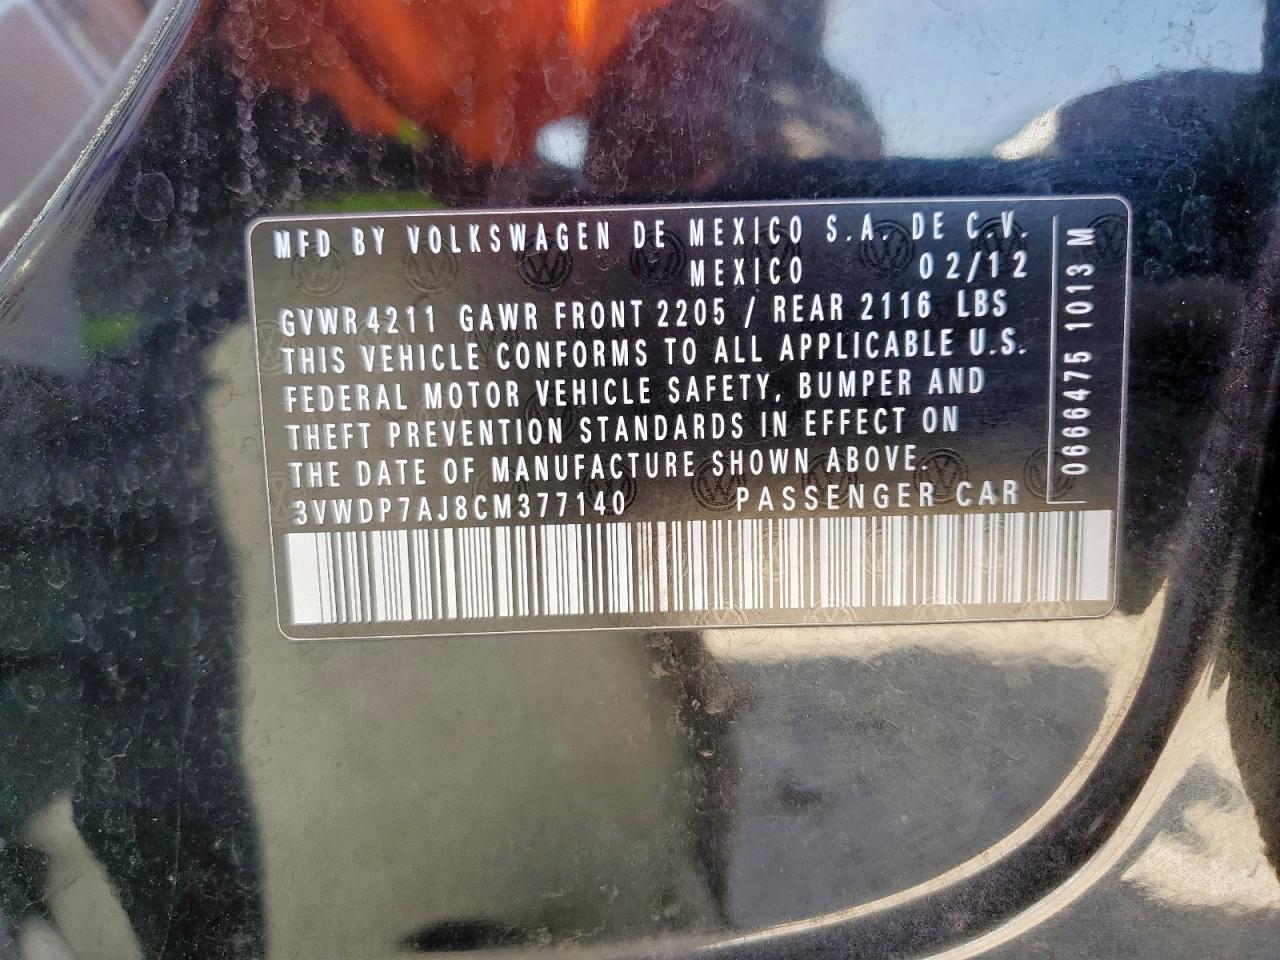 MFD BY VOLKSWAGEN DE MEXICO S.A. DE C.V.
MEXICO 02/12
GVWR 4211 GAWR FRONT 2205 / REAR 2116 LBS
THIS VEHICLE CONFORMS TO ALL APPLICABLE U.S.
FEDERAL MOTOR VEHICLE SAFETY, BUMPER AND
THEFT PREVENTION STANDARDS IN EFFECT ON
THE DATE OF MANUFACTURE SHOWN ABOVE.
3VWDP7AJ8CM377140 PASSENGER CAR
0666475 1013 M